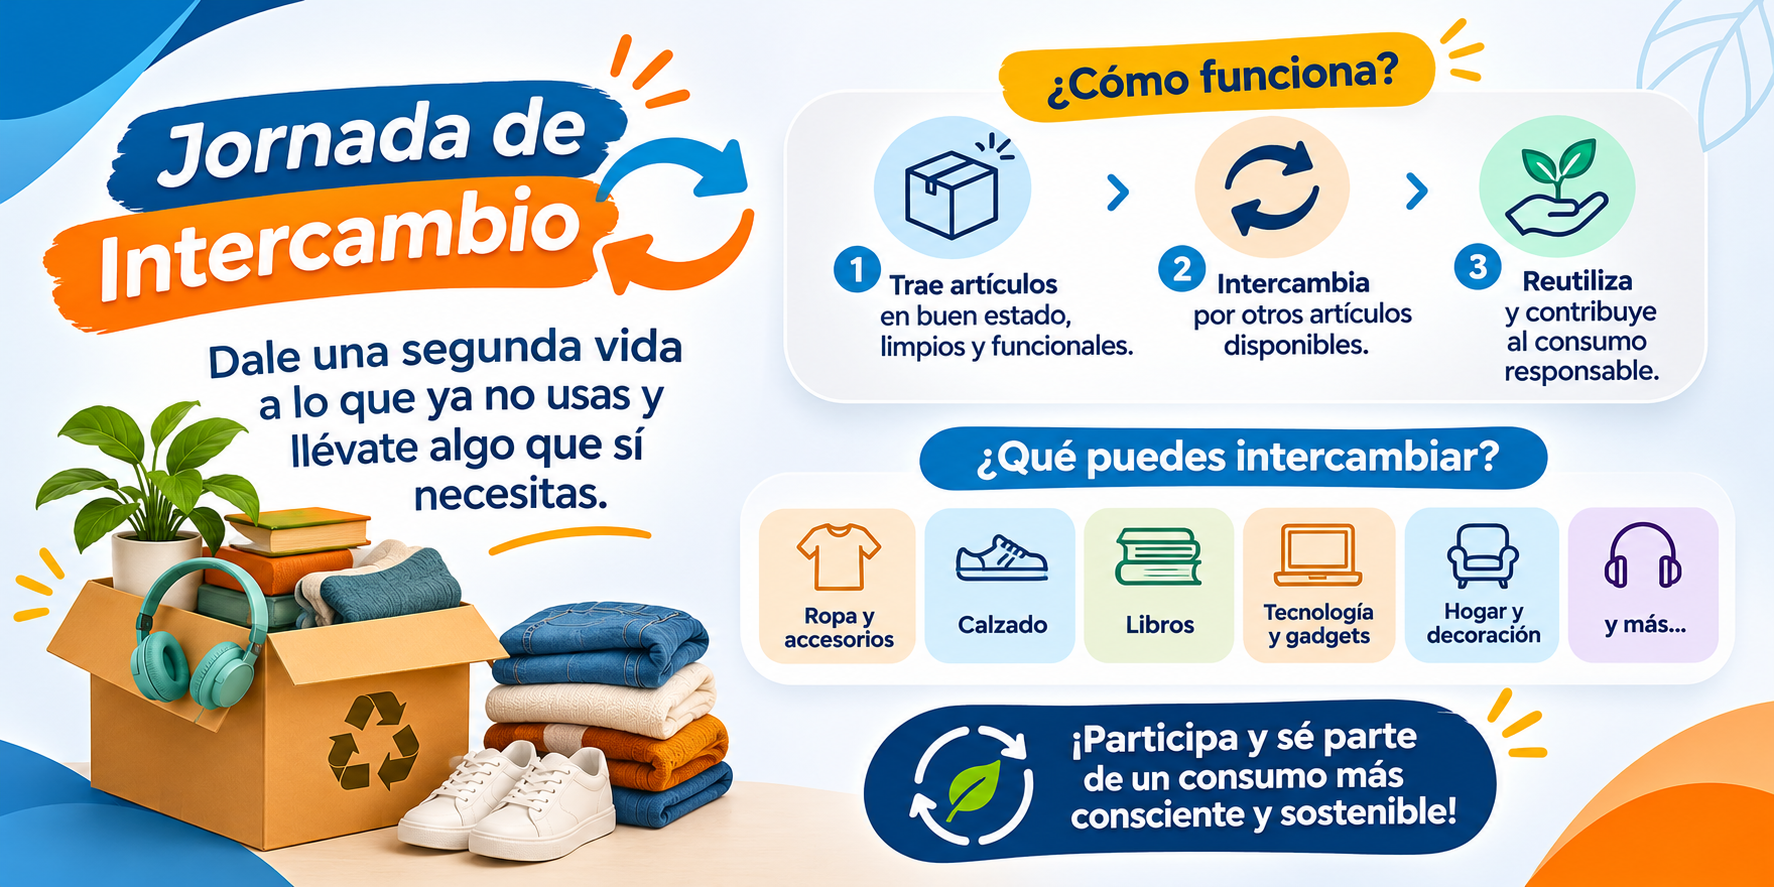 Jornada de
Intercambio
Dale una segunda vida
a lo que ya no usas y
llévate algo que sí
necesitas.
¿Cómo funciona?
1
Trae artículos
en buen estado,
limpios y funcionales.
2
Intercambia
por otros artículos
disponibles.
3
Reutiliza
y contribuye
al consumo
responsable.
¿Qué puedes intercambiar?
Ropa y
accesorios
Calzado
Libros
Tecnología
y gadgets
Hogar y
decoración
y más...
¡Participa y sé parte
de un consumo más
consciente y sostenible!